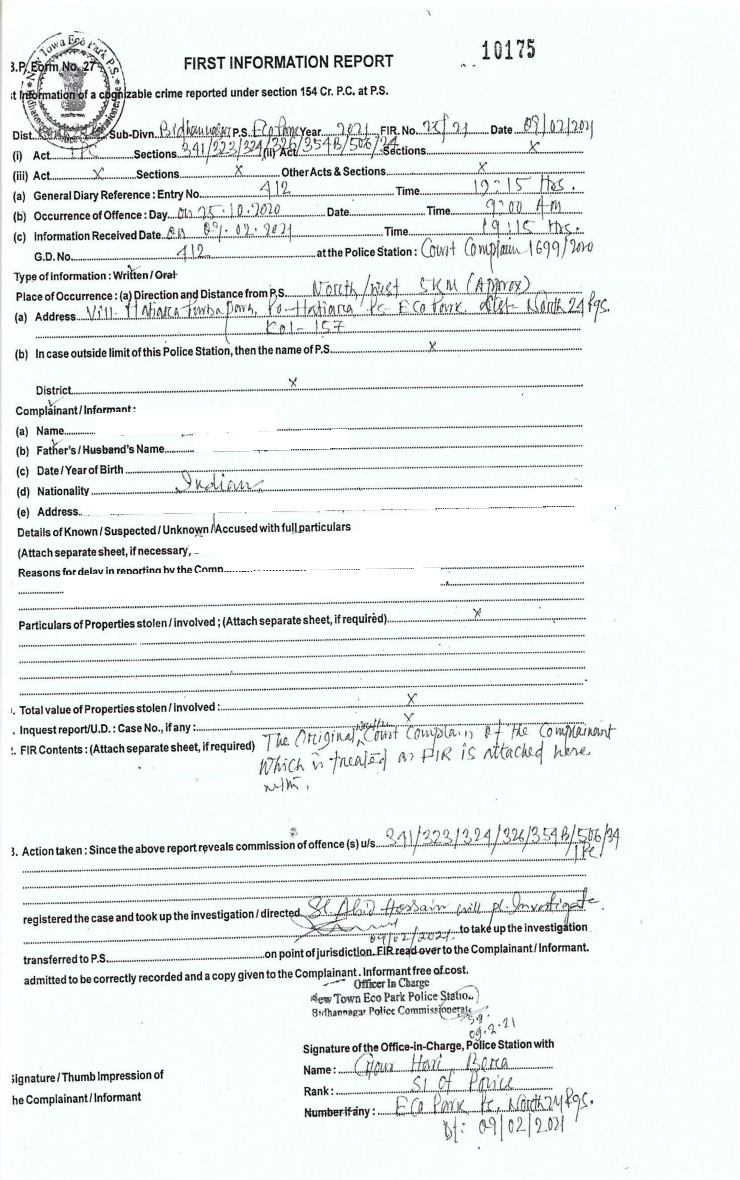 10175
B.P. Form No. 27
New Town Eco Park P.S.
FIRST INFORMATION REPORT
t Information of a cognizable crime reported under section 154 Cr. P.C. at P.S.
Dist. Sub-Divn. Bidhannagar P.S. Eco Park Year 2021 FIR. No. 23/21 Date 09/02/2021
(i) Act IPC Sections 341/323/324/326/354B/506/34 (ii) Act Sections X
(iii) Act X Sections X Other Acts & Sections X
(a) General Diary Reference : Entry No. 412 Time 19:15 Hrs.
(b) Occurrence of Offence : Day on 25.10.2020 Date Time 9:00 Am
(c) Information Received Date on 09.02.2021 Time 19:15 Hrs.
G.D. No. 412 at the Police Station : Court Complain 1699/2020
Type of information : Written / Oral
Place of Occurrence : (a) Direction and Distance from P.S. North/west 5KM (Approx)
(a) Address Vill- Hatiara Purbapara, Po- Hatiara Ps- ECo Park, dist- North 24 Pgs.
Kol-157
(b) In case outside limit of this Police Station, then the name of P.S. X
District X
Complainant / Informant :
(a) Name
(b) Father's / Husband's Name
(c) Date / Year of Birth
(d) Nationality Indian
(e) Address.
Details of Known / Suspected / Unknown / Accused with full particulars
(Attach separate sheet, if necessary,
Reasons for delay in reporting by the Comp
Particulars of Properties stolen / involved ; (Attach separate sheet, if required) X
. Total value of Properties stolen / involved : X
. Inquest report/U.D. : Case No., if any : X
. FIR Contents : (Attach separate sheet, if required) The Original written Court Complain of the Complainant
Which is treated as FIR is attached here
with.
3. Action taken : Since the above report reveals commission of offence (s) u/s 341/323/324/326/354B/506/34
IPC
registered the case and took up the investigation / directed SI. Abid Hossain will pl. Investigate.
09/02/2021 to take up the investigation
transferred to P.S. on point of jurisdiction. FIR read over to the Complainant / Informant.
admitted to be correctly recorded and a copy given to the Complainant. Informant free of cost.
Officer In Charge
New Town Eco Park Police Station
Bidhannagar Police Commissionerate
09.2.21
Signature of the Office-in-Charge, Police Station with
Name : Gour Hari Bera
Signature / Thumb Impression of
Rank : SI of Police
he Complainant / Informant
Number if any : ECo Park Ps, North 24 Pgs.
Dt: 09/02/2021